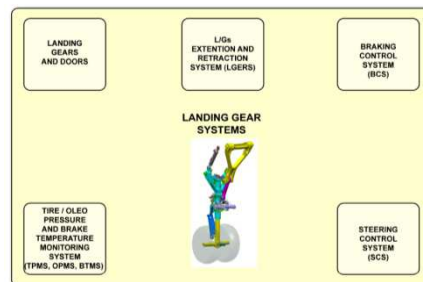 LANDING
GEARS
AND DOORS
L/Gs
EXTENTION AND
RETRACTION
SYSTEM (LGERS)
BRAKING
CONTROL
SYSTEM
(BCS)
LANDING GEAR
SYSTEMS
TIRE / OLEO
PRESSURE
AND BRAKE
TEMPERATURE
MONITORING
SYSTEM
(TPMS, OPMS, BTMS)
STEERING
CONTROL
SYSTEM
(SCS)